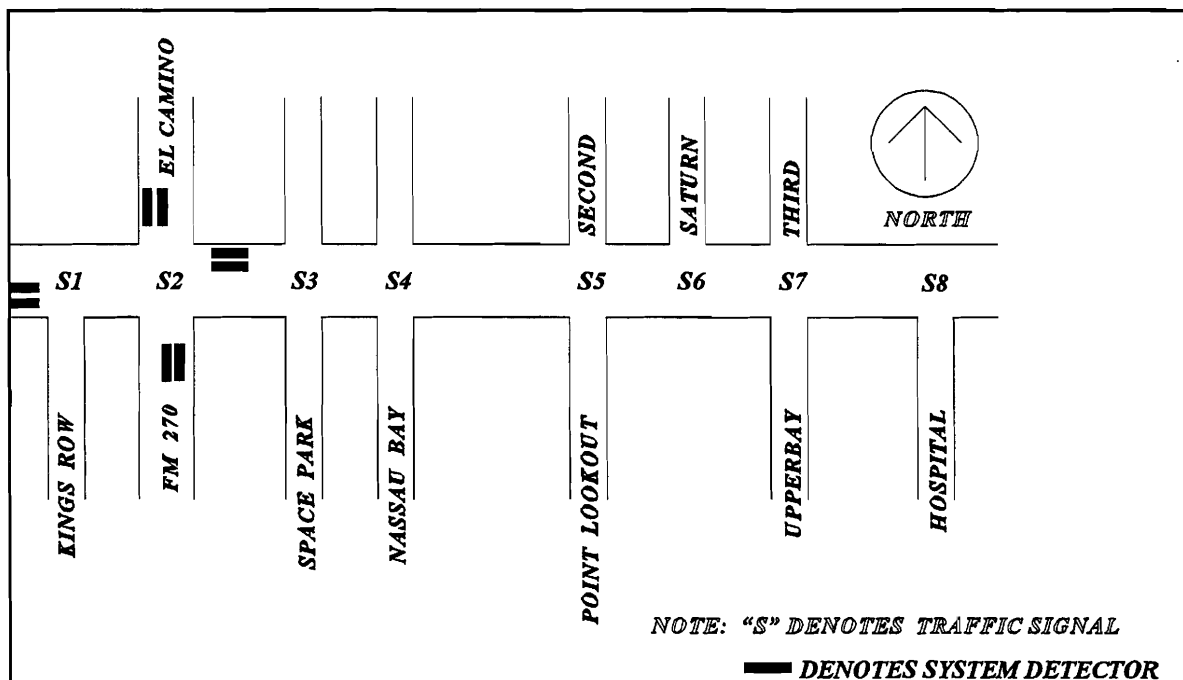 EL CAMINO
SECOND
SATURN
THIRD
NORTH
S1
S2
S3
S4
S5
S6
S7
S8
KINGS ROW
FM 270
SPACE PARK
NASSAU BAY
POINT LOOKOUT
UPPERBAY
HOSPITAL
NOTE: “S” DENOTES TRAFFIC SIGNAL
DENOTES SYSTEM DETECTOR